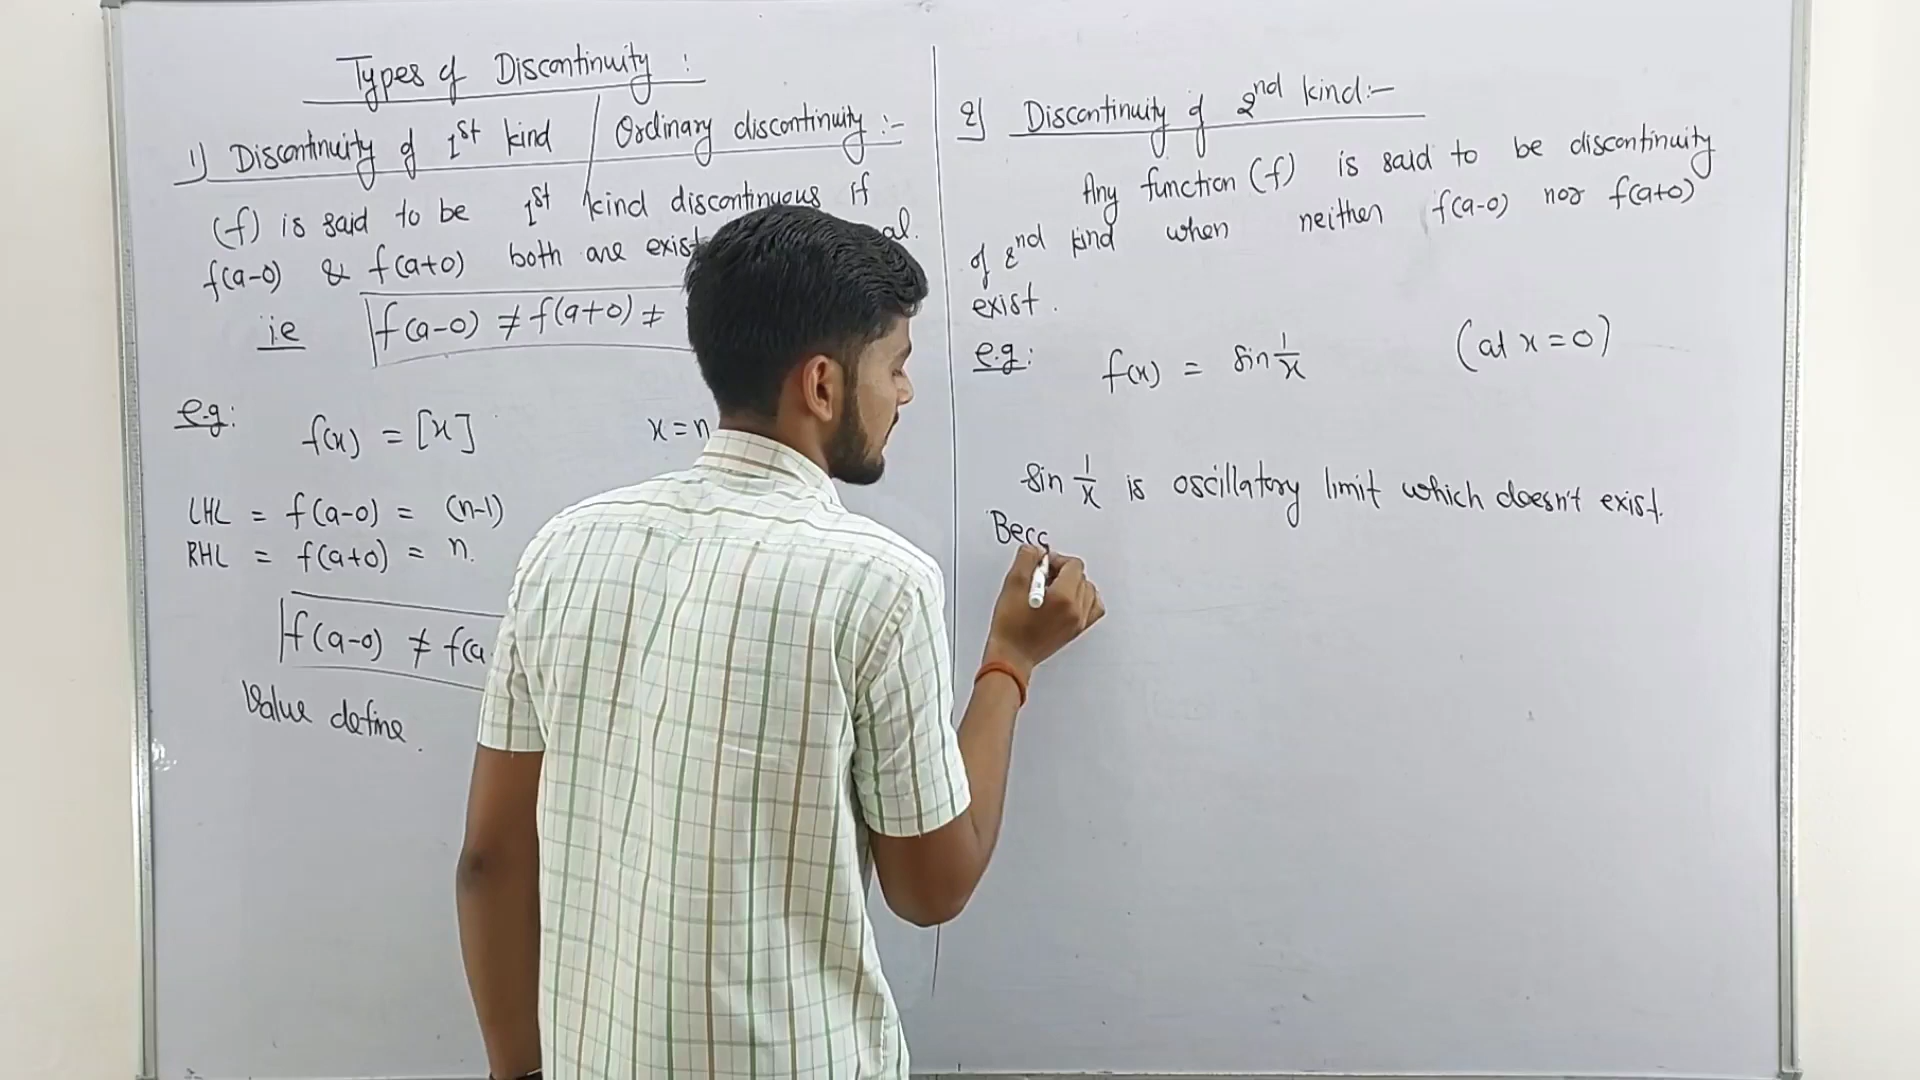 Types of Discontinuity :
1) Discontinuity of 1st kind / Ordinary discontinuity :-
(f) is said to be 1st kind discontinuous if
f(a-0) & f(a+0) both are exist al.
i.e f(a-0) ≠ f(a+0) ≠
e.g: f(x) = [x] x=n
LHL = f(a-0) = (n-1)
RHL = f(a+0) = n.
f(a-0) ≠ f(a
Value define.
2) Discontinuity of 2nd kind:-
Any function (f) is said to be discontinuity
of 2nd kind when neither f(a-0) nor f(a+0)
exist.
e.g: f(x) = sin 1/x (at x=0)
sin 1/x is oscillatory limit which doesn't exist.
Beca